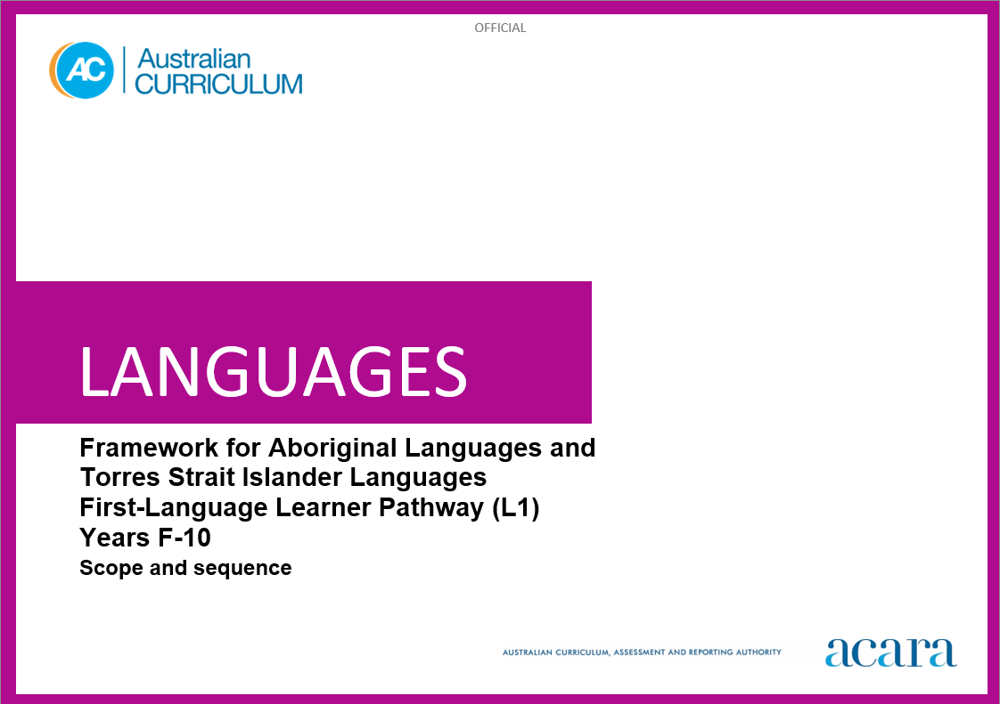 OFFICIAL
AC
Australian
CURRICULUM
LANGUAGES
Framework for Aboriginal Languages and
Torres Strait Islander Languages
First-Language Learner Pathway (L1)
Years F-10
Scope and sequence
AUSTRALIAN CURRICULUM, ASSESSMENT AND REPORTING AUTHORITY
acara